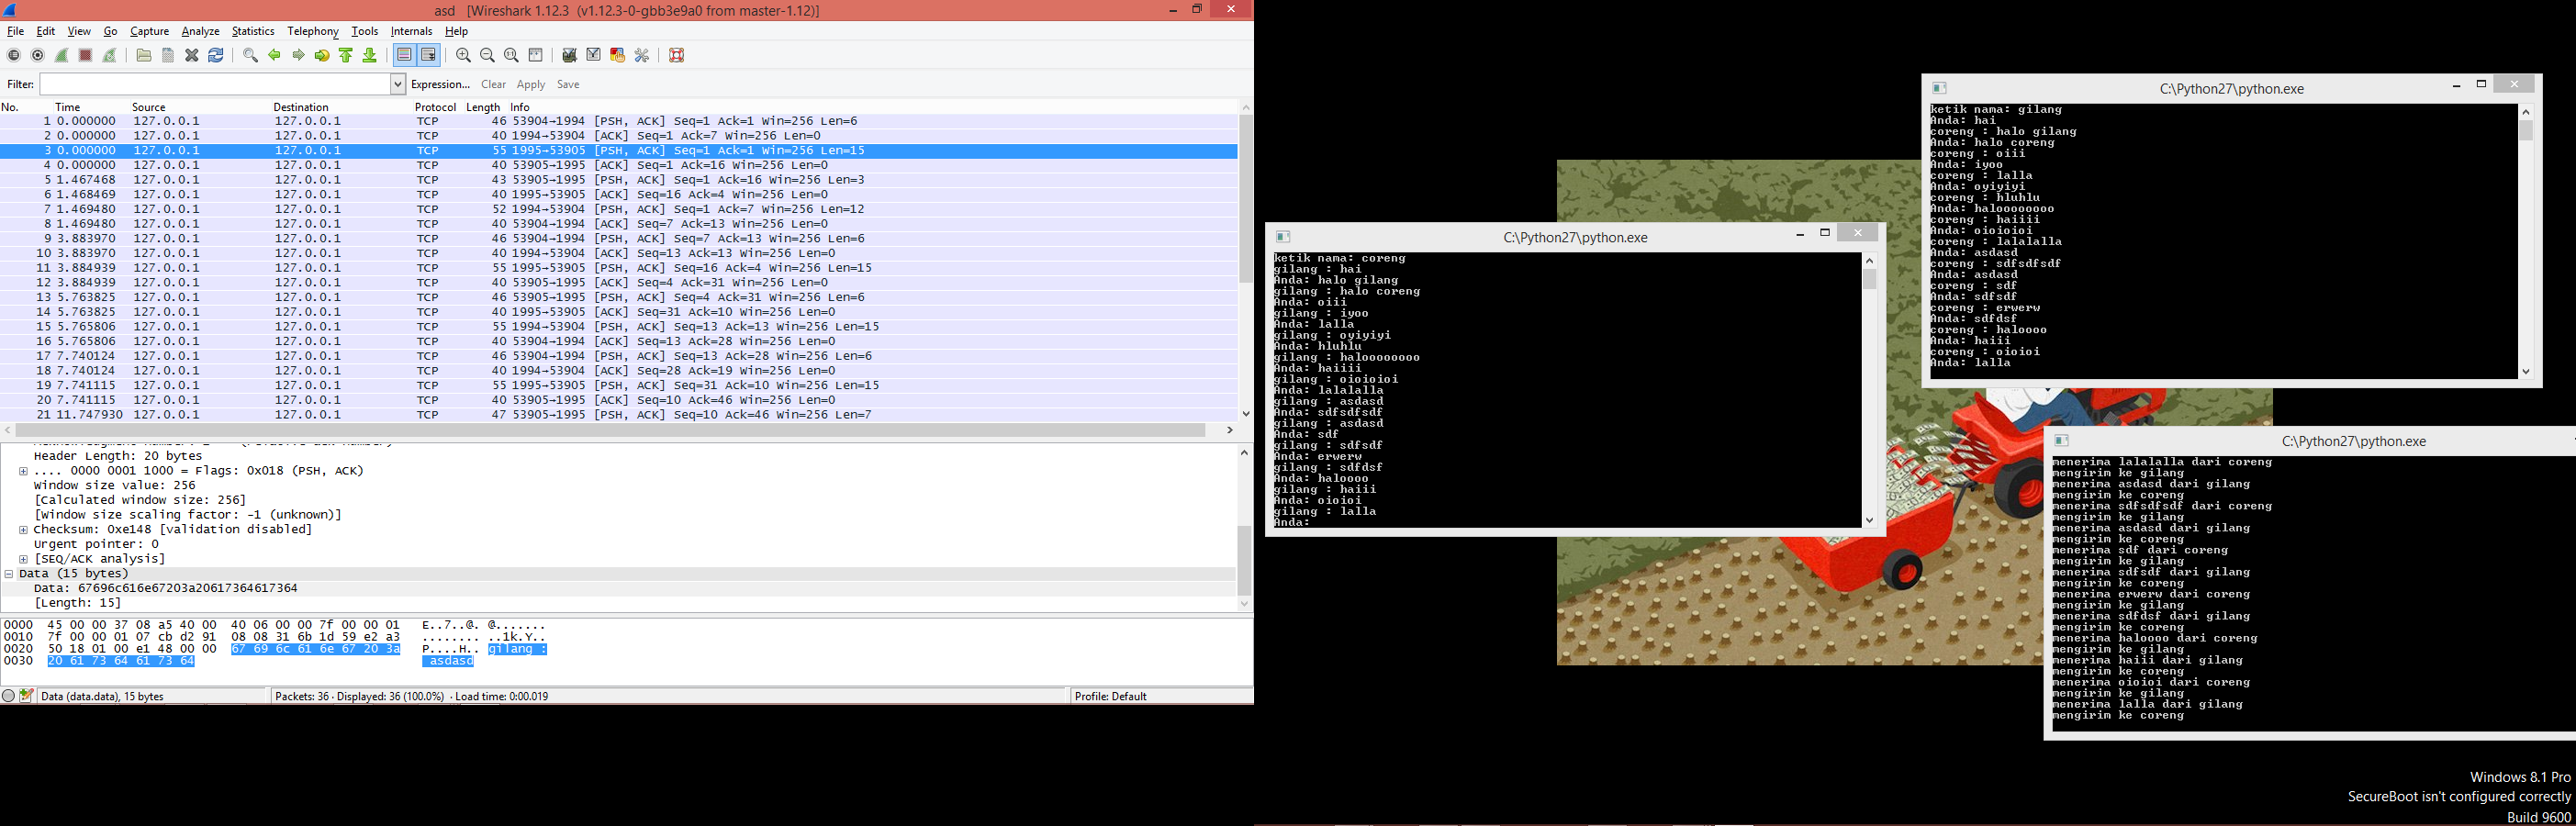 asd [Wireshark 1.12.3 (v1.12.3-0-gbb3e9a0 from master-1.12)]
File Edit View Go Capture Analyze Statistics Telephony Tools Internals Help
Filter: Expression... Clear Apply Save
No. Time Source Destination Protocol Length Info
1 0.000000 127.0.0.1 127.0.0.1 TCP 46 53904→1994 [PSH, ACK] Seq=1 Ack=1 Win=256 Len=6
2 0.000000 127.0.0.1 127.0.0.1 TCP 40 1994→53904 [ACK] Seq=1 Ack=7 Win=256 Len=0
3 0.000000 127.0.0.1 127.0.0.1 TCP 55 1995→53905 [PSH, ACK] Seq=1 Ack=1 Win=256 Len=15
4 0.000000 127.0.0.1 127.0.0.1 TCP 40 53905→1995 [ACK] Seq=1 Ack=16 Win=256 Len=0
5 1.467468 127.0.0.1 127.0.0.1 TCP 43 53905→1995 [PSH, ACK] Seq=1 Ack=16 Win=256 Len=3
6 1.468469 127.0.0.1 127.0.0.1 TCP 40 1995→53905 [ACK] Seq=16 Ack=4 Win=256 Len=0
7 1.469480 127.0.0.1 127.0.0.1 TCP 52 1994→53904 [PSH, ACK] Seq=1 Ack=7 Win=256 Len=12
8 1.469480 127.0.0.1 127.0.0.1 TCP 40 53904→1994 [ACK] Seq=7 Ack=13 Win=256 Len=0
9 3.883970 127.0.0.1 127.0.0.1 TCP 46 53904→1994 [PSH, ACK] Seq=7 Ack=13 Win=256 Len=6
10 3.883970 127.0.0.1 127.0.0.1 TCP 40 1994→53904 [ACK] Seq=13 Ack=13 Win=256 Len=0
11 3.884939 127.0.0.1 127.0.0.1 TCP 55 1995→53905 [PSH, ACK] Seq=16 Ack=4 Win=256 Len=15
12 3.884939 127.0.0.1 127.0.0.1 TCP 40 53905→1995 [ACK] Seq=4 Ack=31 Win=256 Len=0
13 5.763825 127.0.0.1 127.0.0.1 TCP 46 53905→1995 [PSH, ACK] Seq=4 Ack=31 Win=256 Len=6
14 5.763825 127.0.0.1 127.0.0.1 TCP 40 1995→53905 [ACK] Seq=31 Ack=10 Win=256 Len=0
15 5.765806 127.0.0.1 127.0.0.1 TCP 55 1994→53904 [PSH, ACK] Seq=13 Ack=13 Win=256 Len=15
16 5.765806 127.0.0.1 127.0.0.1 TCP 40 53904→1994 [ACK] Seq=13 Ack=28 Win=256 Len=0
17 7.740124 127.0.0.1 127.0.0.1 TCP 46 53904→1994 [PSH, ACK] Seq=13 Ack=28 Win=256 Len=6
18 7.740124 127.0.0.1 127.0.0.1 TCP 40 1994→53904 [ACK] Seq=28 Ack=19 Win=256 Len=0
19 7.741115 127.0.0.1 127.0.0.1 TCP 55 1995→53905 [PSH, ACK] Seq=31 Ack=10 Win=256 Len=15
20 7.741115 127.0.0.1 127.0.0.1 TCP 40 53905→1995 [ACK] Seq=10 Ack=46 Win=256 Len=0
21 11.747930 127.0.0.1 127.0.0.1 TCP 47 53905→1995 [PSH, ACK] Seq=10 Ack=46 Win=256 Len=7
Header Length: 20 bytes
.... 0000 0001 1000 = Flags: 0x018 (PSH, ACK)
Window size value: 256
[Calculated window size: 256]
[Window size scaling factor: -1 (unknown)]
Checksum: 0xe148 [validation disabled]
Urgent pointer: 0
[SEQ/ACK analysis]
Data (15 bytes)
Data: 67696c616e67203a20617364617364
[Length: 15]
0000 45 00 00 37 08 a5 40 00 40 06 00 00 7f 00 00 01 E..7..@. @.......
0010 7f 00 00 01 07 cb d2 91 08 08 31 6b 1d 59 e2 a3 ........ ..1k.Y..
0020 50 18 01 00 e1 48 00 00 67 69 6c 61 6e 67 20 3a P....H.. gilang :
0030 20 61 73 64 61 73 64 asdasd
Data (data.data), 15 bytes Packets: 36 · Displayed: 36 (100.0%) · Load time: 0:00.019 Profile: Default
C:\Python27\python.exe
ketik nama: coreng
gilang : hai
Anda: halo gilang
gilang : halo coreng
Anda: oiii
gilang : iyoo
Anda: lalla
gilang : oyiyiyi
Anda: hluhlu
gilang : haloooooooo
Anda: haiiii
gilang : oioioioi
Anda: lalalalla
gilang : asdasd
Anda: sdfsdfsdf
gilang : asdasd
Anda: sdf
gilang : sdfsdf
Anda: erwerw
gilang : sdfdsf
Anda: haloooo
gilang : haiii
Anda: oioioi
gilang : lalla
Anda:
C:\Python27\python.exe
ketik nama: gilang
Anda: hai
coreng : halo gilang
Anda: halo coreng
coreng : oiii
Anda: iyoo
coreng : lalla
Anda: oyiyiyi
coreng : hluhlu
Anda: haloooooooo
coreng : haiiii
Anda: oioioioi
coreng : lalalalla
Anda: asdasd
coreng : sdfsdfsdf
Anda: asdasd
coreng : sdf
Anda: sdfsdf
coreng : erwerw
Anda: sdfdsf
coreng : haloooo
Anda: haiii
coreng : oioioi
Anda: lalla
C:\Python27\python.exe
menerima lalalalla dari coreng
mengirim ke gilang
menerima asdasd dari gilang
mengirim ke coreng
menerima sdfsdfsdf dari coreng
mengirim ke gilang
menerima asdasd dari gilang
mengirim ke coreng
menerima sdf dari coreng
mengirim ke gilang
menerima sdfsdf dari gilang
mengirim ke coreng
menerima erwerw dari coreng
mengirim ke gilang
menerima sdfdsf dari gilang
mengirim ke coreng
menerima haloooo dari coreng
mengirim ke gilang
menerima haiii dari gilang
mengirim ke coreng
menerima oioioi dari coreng
mengirim ke gilang
menerima lalla dari gilang
mengirim ke coreng
Windows 8.1 Pro
SecureBoot isn't configured correctly
Build 9600